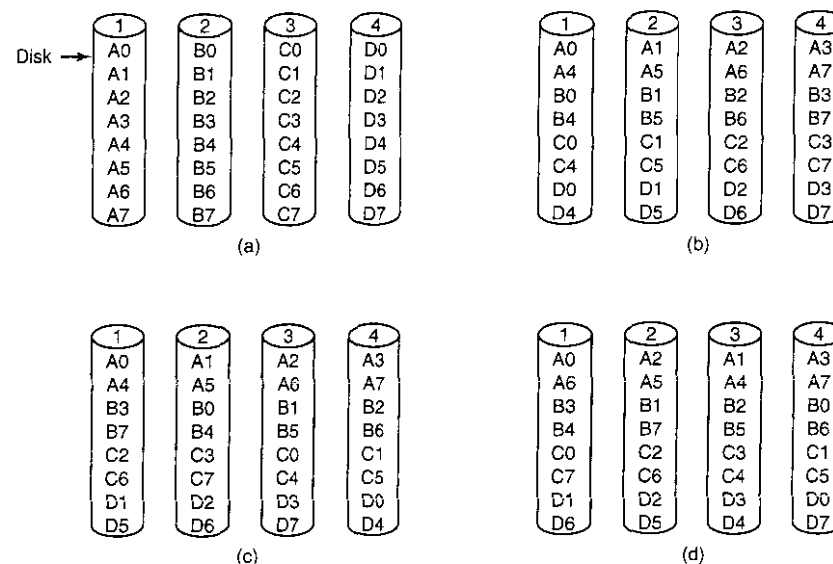 1 2 3 4
Disk A0 B0 C0 D0
A1 B1 C1 D1
A2 B2 C2 D2
A3 B3 C3 D3
A4 B4 C4 D4
A5 B5 C5 D5
A6 B6 C6 D6
A7 B7 C7 D7
(a)
1 2 3 4
A0 A1 A2 A3
A4 A5 A6 A7
B0 B1 B2 B3
B4 B5 B6 B7
C0 C1 C2 C3
C4 C5 C6 C7
D0 D1 D2 D3
D4 D5 D6 D7
(b)
1 2 3 4
A0 A1 A2 A3
A4 A5 A6 A7
B3 B0 B1 B2
B7 B4 B5 B6
C2 C3 C0 C1
C6 C7 C4 C5
D1 D2 D3 D0
D5 D6 D7 D4
(c)
1 2 3 4
A0 A2 A1 A3
A6 A5 A4 A7
B3 B1 B2 B0
B4 B7 B5 B6
C0 C2 C3 C1
C7 C6 C4 C5
D1 D2 D3 D0
D6 D5 D4 D7
(d)